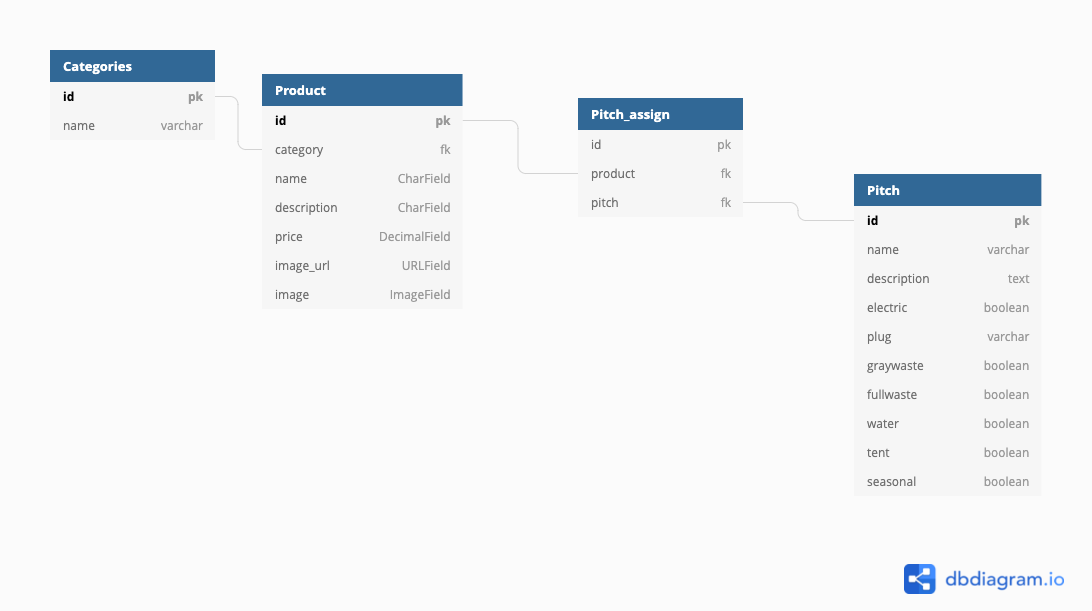 Categories
id pk
name varchar
Product
id pk
category fk
name CharField
description CharField
price DecimalField
image_url URLField
image ImageField
Pitch_assign
id pk
product fk
pitch fk
Pitch
id pk
name varchar
description text
electric boolean
plug varchar
graywaste boolean
fullwaste boolean
water boolean
tent boolean
seasonal boolean
dbdiagram.io